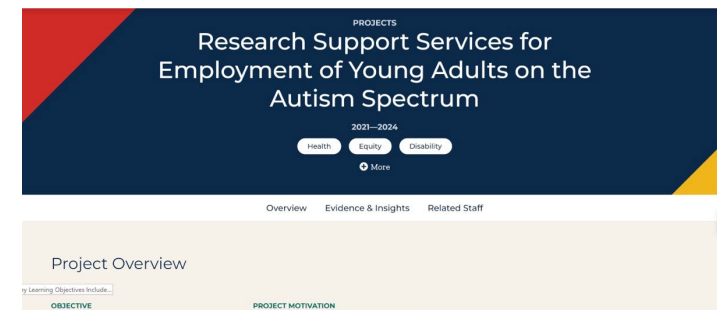 PROJECTS
Research Support Services for
Employment of Young Adults on the
Autism Spectrum
2021—2024
Health Equity Disability
More
Overview Evidence & Insights Related Staff
Project Overview
Learning Objectives Include...
OBJECTIVE PROJECT MOTIVATION